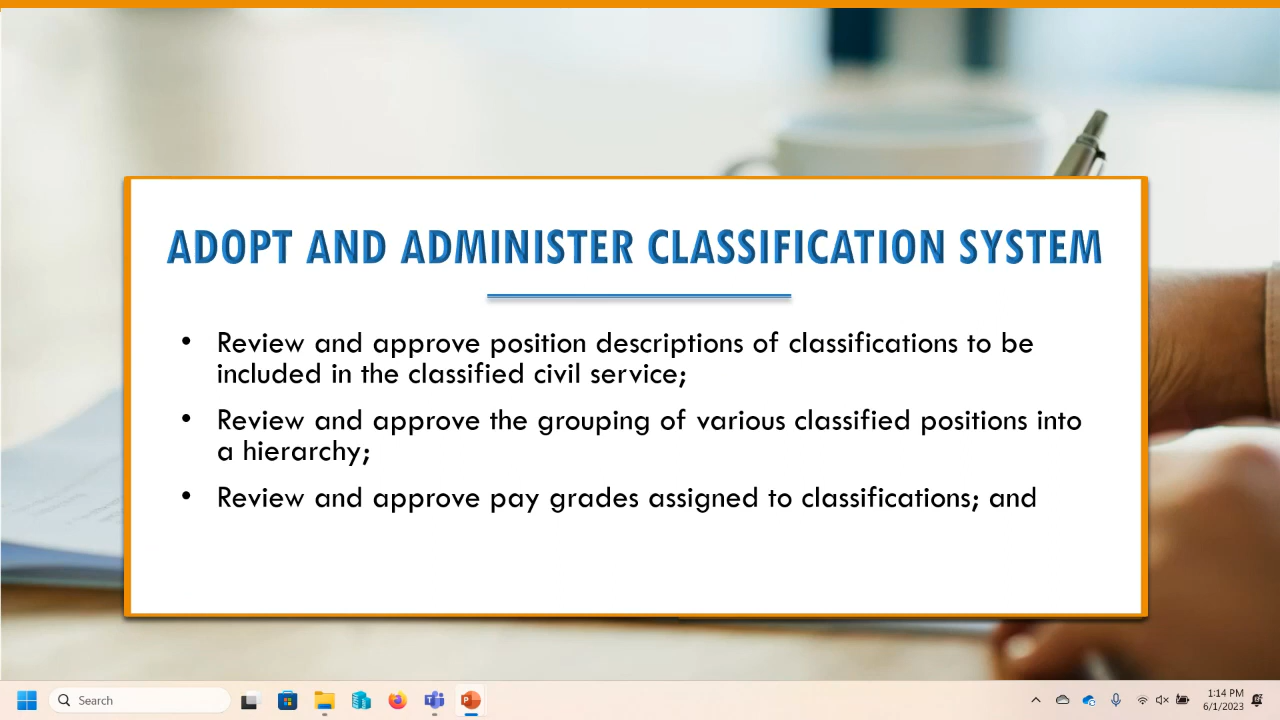 ADOPT AND ADMINISTER CLASSIFICATION SYSTEM
• Review and approve position descriptions of classifications to be
included in the classified civil service;
• Review and approve the grouping of various classified positions into
a hierarchy;
• Review and approve pay grades assigned to classifications; and
Search
1:14 PM
6/1/2023